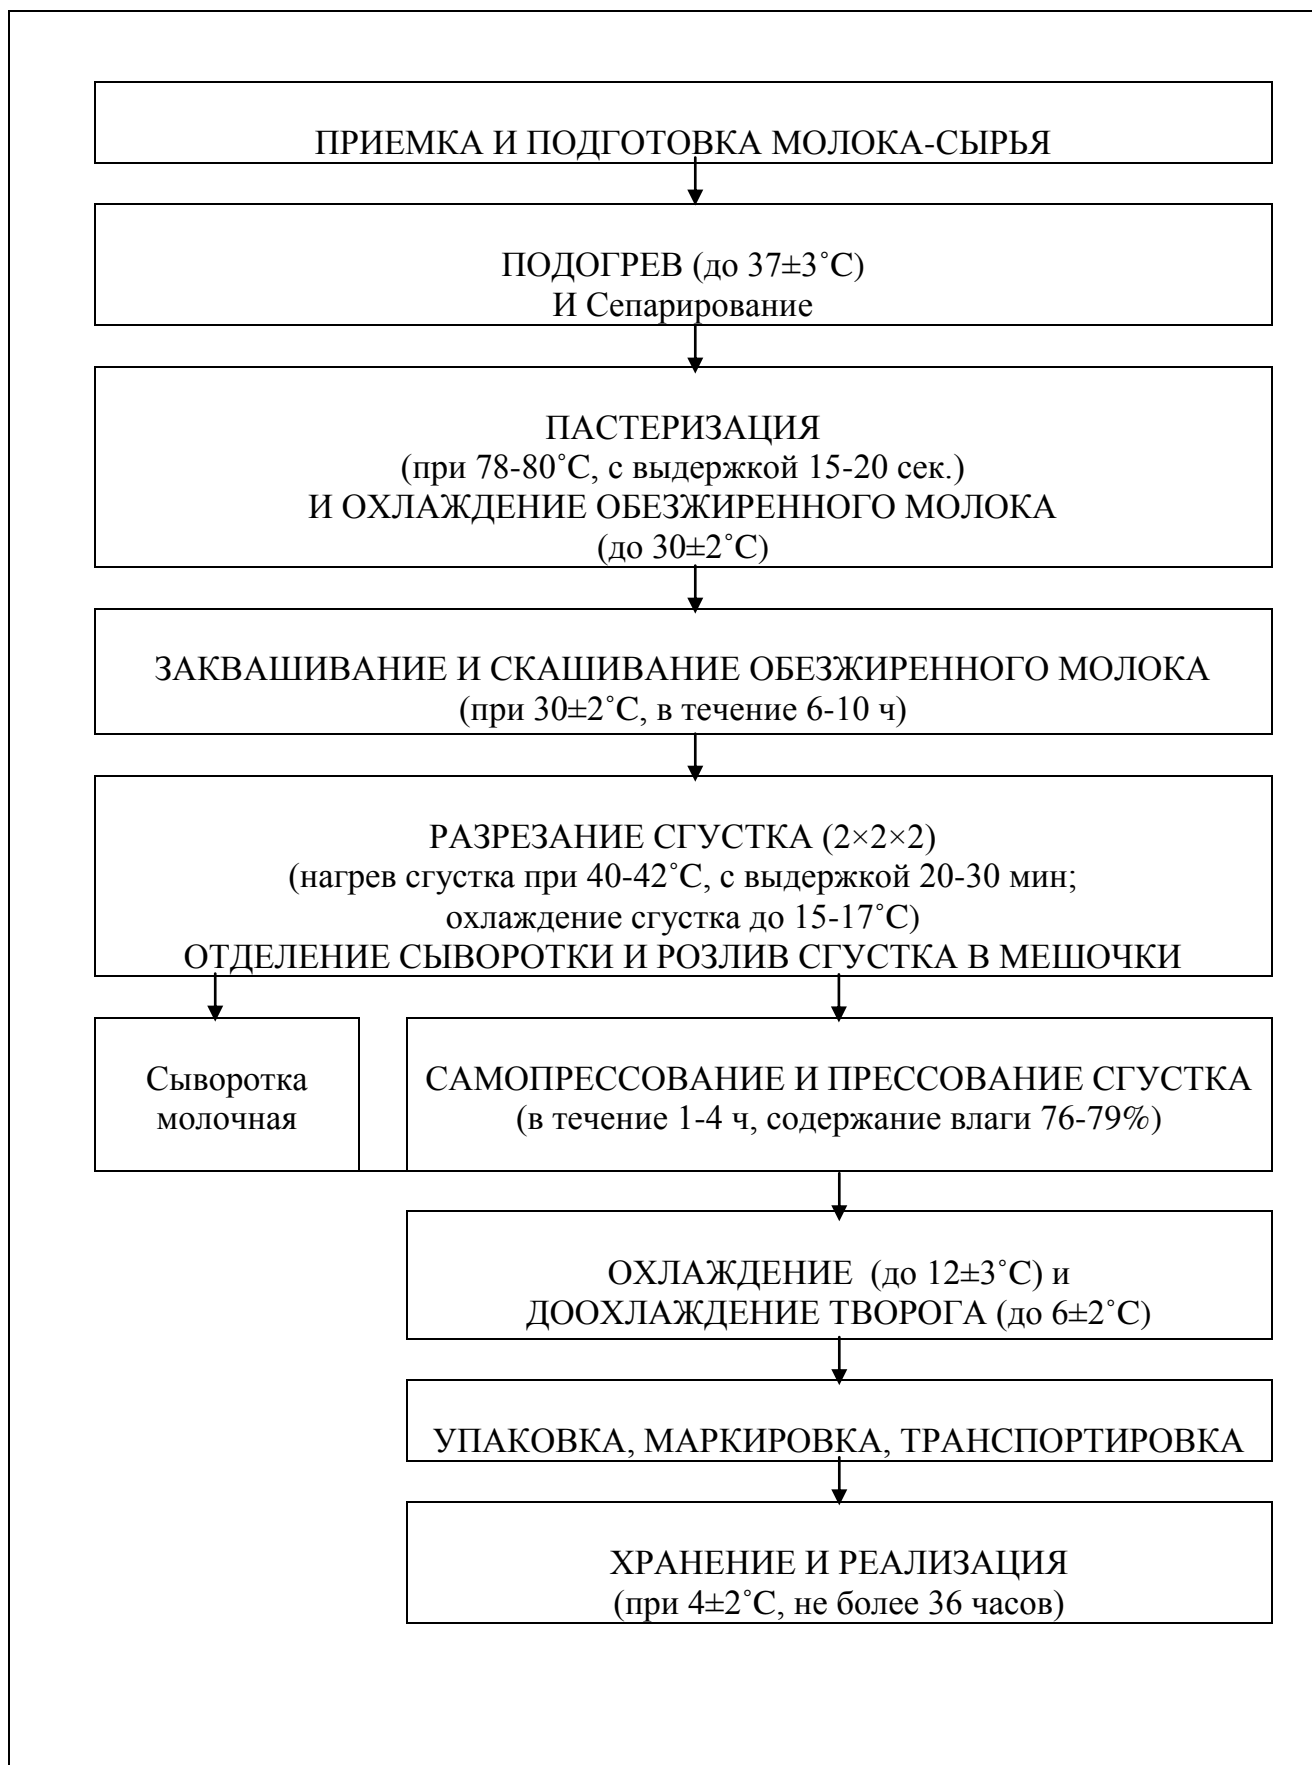 ПРИЕМКА И ПОДГОТОВКА МОЛОКА-СЫРЬЯ
ПОДОГРЕВ (до 37±3˚С)
И Сепарирование
ПАСТЕРИЗАЦИЯ
(при 78-80˚С, с выдержкой 15-20 сек.)
И ОХЛАЖДЕНИЕ ОБЕЗЖИРЕННОГО МОЛОКА
(до 30±2˚С)
ЗАКВАШИВАНИЕ И СКАШИВАНИЕ ОБЕЗЖИРЕННОГО МОЛОКА
(при 30±2˚С, в течение 6-10 ч)
РАЗРЕЗАНИЕ СГУСТКА (2×2×2)
(нагрев сгустка при 40-42˚С, с выдержкой 20-30 мин;
охлаждение сгустка до 15-17˚С)
ОТДЕЛЕНИЕ СЫВОРОТКИ И РОЗЛИВ СГУСТКА В МЕШОЧКИ
Сыворотка
молочная
САМОПРЕССОВАНИЕ И ПРЕССОВАНИЕ СГУСТКА
(в течение 1-4 ч, содержание влаги 76-79%)
ОХЛАЖДЕНИЕ (до 12±3˚С) и
ДООХЛАЖДЕНИЕ ТВОРОГА (до 6±2˚С)
УПАКОВКА, МАРКИРОВКА, ТРАНСПОРТИРОВКА
ХРАНЕНИЕ И РЕАЛИЗАЦИЯ
(при 4±2˚С, не более 36 часов)